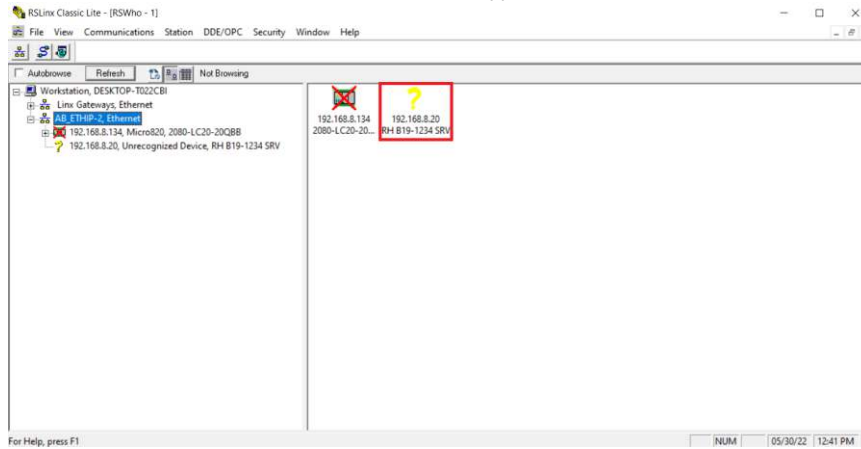 RSLinx Classic Lite - [RSWho - 1]
File View Communications Station DDE/OPC Security Window Help
Autobrowse Refresh Not Browsing
Workstation, DESKTOP-T022CBI
Linx Gateways, Ethernet
AB_ETHIP-2, Ethernet
192.168.8.134, Micro820, 2080-LC20-20QBB
192.168.8.20, Unrecognized Device, RH B19-1234 SRV
192.168.8.134
2080-LC20-20...
192.168.8.20
RH B19-1234 SRV
For Help, press F1
NUM 05/30/22 12:41 PM